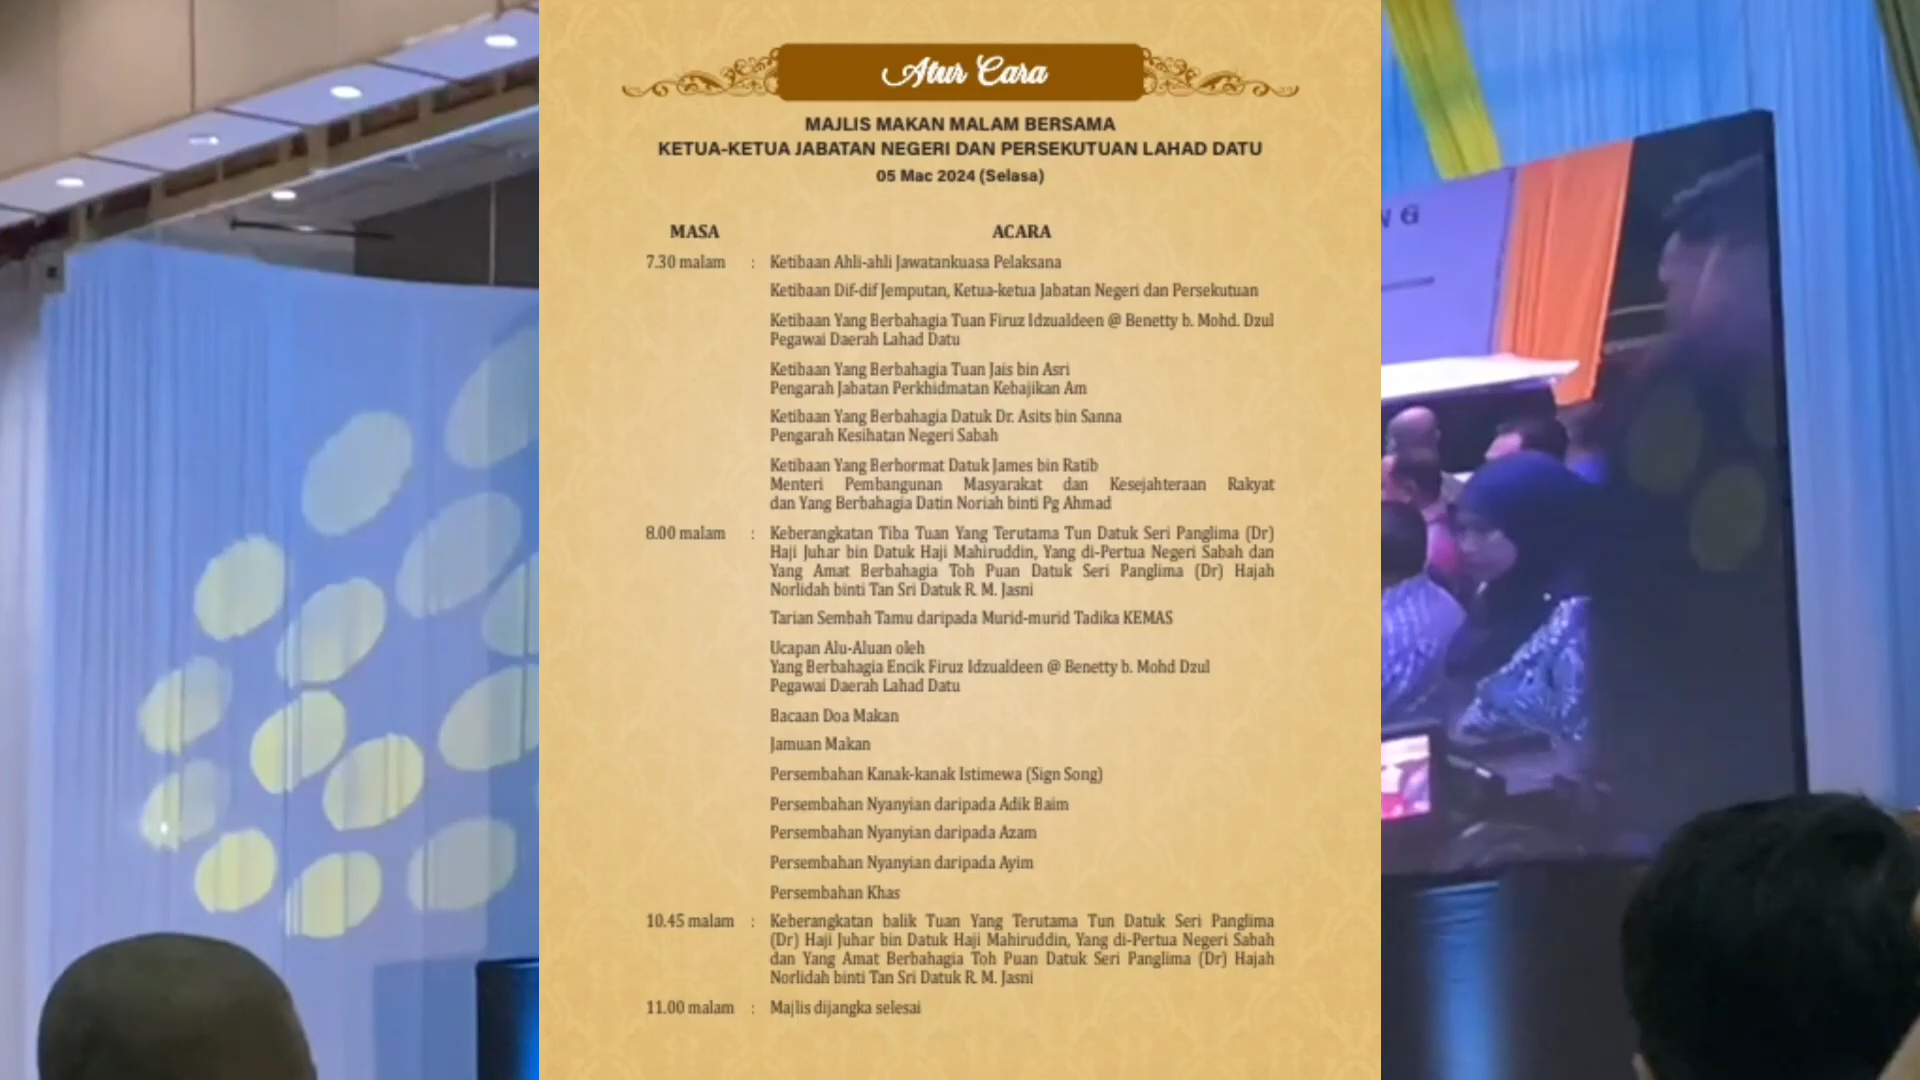 Atur Cara
MAJLIS MAKAN MALAM BERSAMA
KETUA-KETUA JABATAN NEGERI DAN PERSEKUTUAN LAHAD DATU
05 Mac 2024 (Selasa)
MASA ACARA
7.30 malam : Ketibaan Ahli-ahli Jawatankuasa Pelaksana
Ketibaan Dif-dif Jemputan, Ketua-ketua Jabatan Negeri dan Persekutuan
Ketibaan Yang Berbahagia Tuan Firuz Idzualdeen @ Benetty b. Mohd. Dzul
Pegawai Daerah Lahad Datu
Ketibaan Yang Berbahagia Tuan Jais bin Asri
Pengarah Jabatan Perkhidmatan Kebajikan Am
Ketibaan Yang Berbahagia Datuk Dr. Asits bin Sanna
Pengarah Kesihatan Negeri Sabah
Ketibaan Yang Berhormat Datuk James bin Ratib
Menteri Pembangunan Masyarakat dan Kesejahteraan Rakyat
dan Yang Berbahagia Datin Noriah binti Pg Ahmad
8.00 malam : Keberangkatan Tiba Tuan Yang Terutama Tun Datuk Seri Panglima (Dr)
Haji Juhar bin Datuk Haji Mahiruddin, Yang di-Pertua Negeri Sabah dan
Yang Amat Berbahagia Toh Puan Datuk Seri Panglima (Dr) Hajah
Norlidah binti Tan Sri Datuk R. M. Jasni
Tarian Sembah Tamu daripada Murid-murid Tadika KEMAS
Ucapan Alu-Aluan oleh
Yang Berbahagia Encik Firuz Idzualdeen @ Benetty b. Mohd Dzul
Pegawai Daerah Lahad Datu
Bacaan Doa Makan
Jamuan Makan
Persembahan Kanak-kanak Istimewa (Sign Song)
Persembahan Nyanyian daripada Adik Baim
Persembahan Nyanyian daripada Azam
Persembahan Nyanyian daripada Ayim
Persembahan Khas
10.45 malam : Keberangkatan balik Tuan Yang Terutama Tun Datuk Seri Panglima
(Dr) Haji Juhar bin Datuk Haji Mahiruddin, Yang di-Pertua Negeri Sabah
dan Yang Amat Berbahagia Toh Puan Datuk Seri Panglima (Dr) Hajah
Norlidah binti Tan Sri Datuk R. M. Jasni
11.00 malam : Majlis dijangka selesai